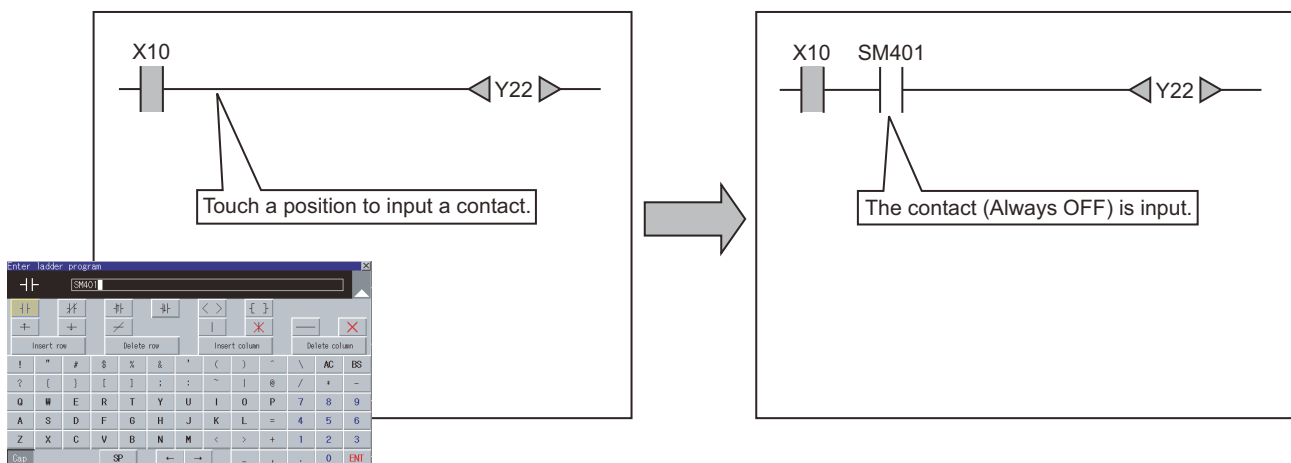 X10
Y22
Touch a position to input a contact.
Enter ladder program
SM401
< > { }
Insert row Delete row Insert column Delete column
! " # $ % & ' ( ) ^ \ AC BS
? [ ] : ; ~ | @ / * -
Q W E R T Y U I O P 7 8 9
A S D F G H J K L = 4 5 6
Z X C V B N M < > + 1 2 3
Cap SP ← → _ , . 0 ENT
X10 SM401
Y22
The contact (Always OFF) is input.